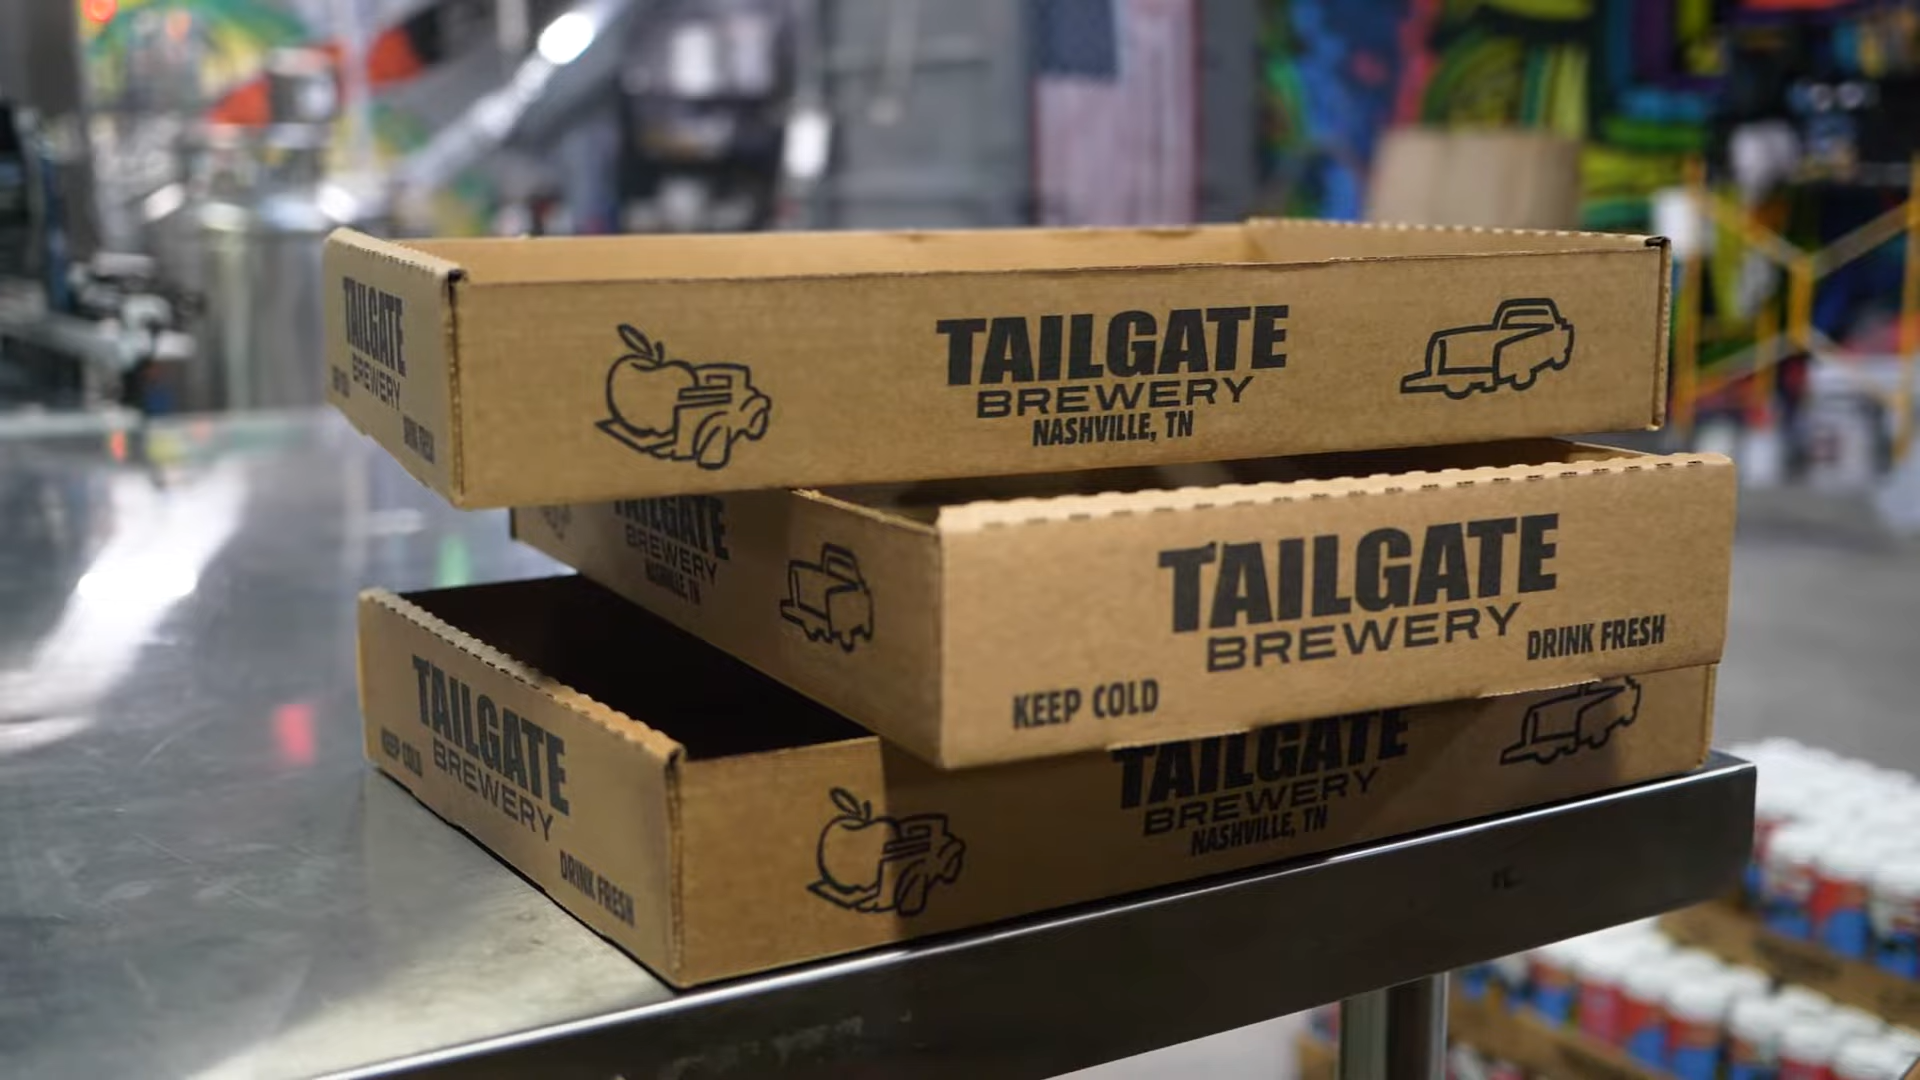 TAILGATE
BREWERY
DRINK FRESH
TAILGATE
BREWERY
NASHVILLE, TN
TAILGATE
BREWERY
NASHVILLE, TN
TAILGATE
BREWERY
KEEP COLD
DRINK FRESH
TAILGATE
BREWERY
KEEP COLD
DRINK FRESH
TAILGATE
BREWERY
NASHVILLE, TN